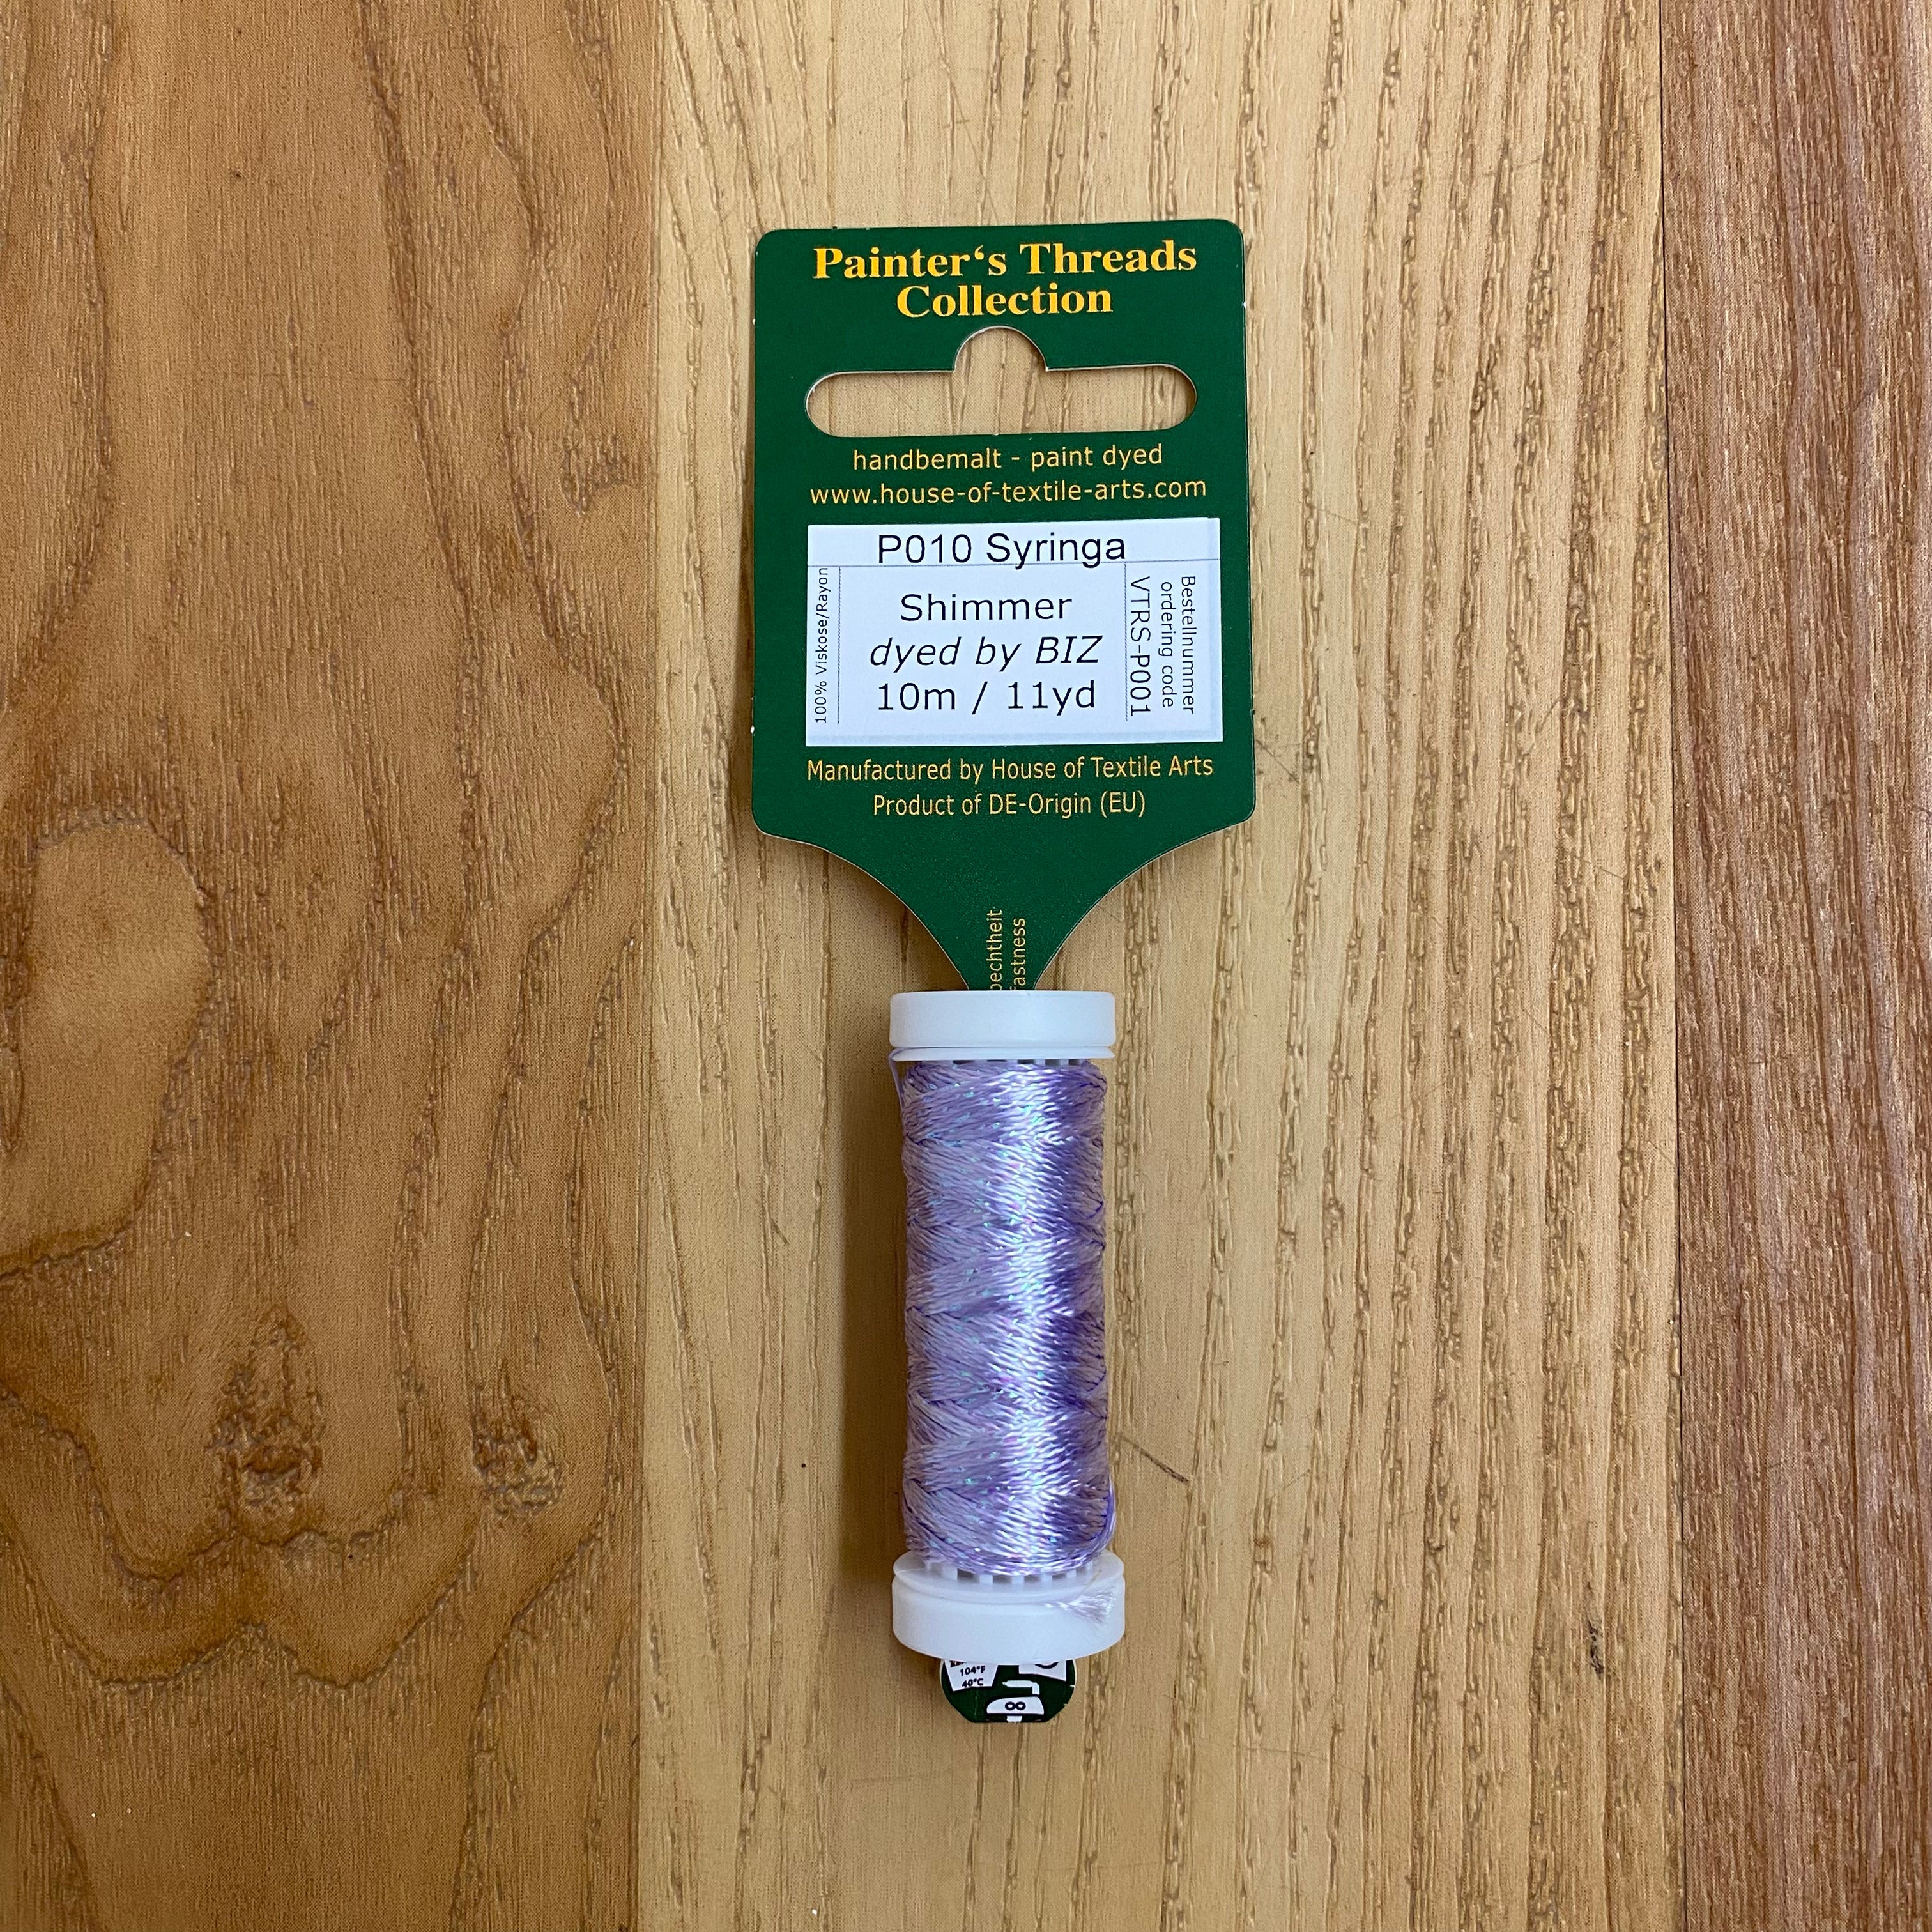 Painter‘s Threads
Collection
handbemalt - paint dyed
www.house-of-textile-arts.com
P010 Syringa
100% Viskose/Rayon
Shimmer
dyed by BIZ
10m / 11yd
Bestellnummer
ordering code
VTRS-P001
Manufactured by House of Textile Arts
Product of DE-Origin (EU)
fastness
104°F
40°C